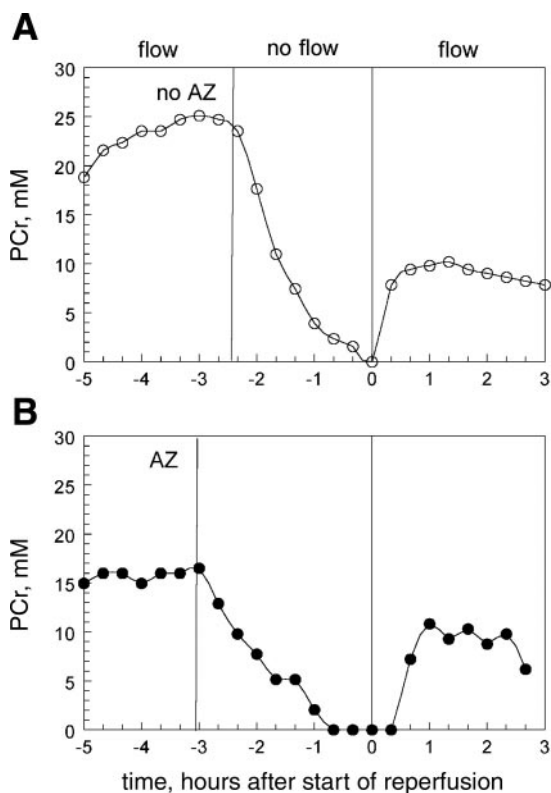 A
flow no flow flow
30
no AZ
25
20
15
10
5
0
PCr, mM
-5 -4 -3 -2 -1 0 1 2 3
B
30
AZ
25
20
15
10
5
0
PCr, mM
-5 -4 -3 -2 -1 0 1 2 3
time, hours after start of reperfusion